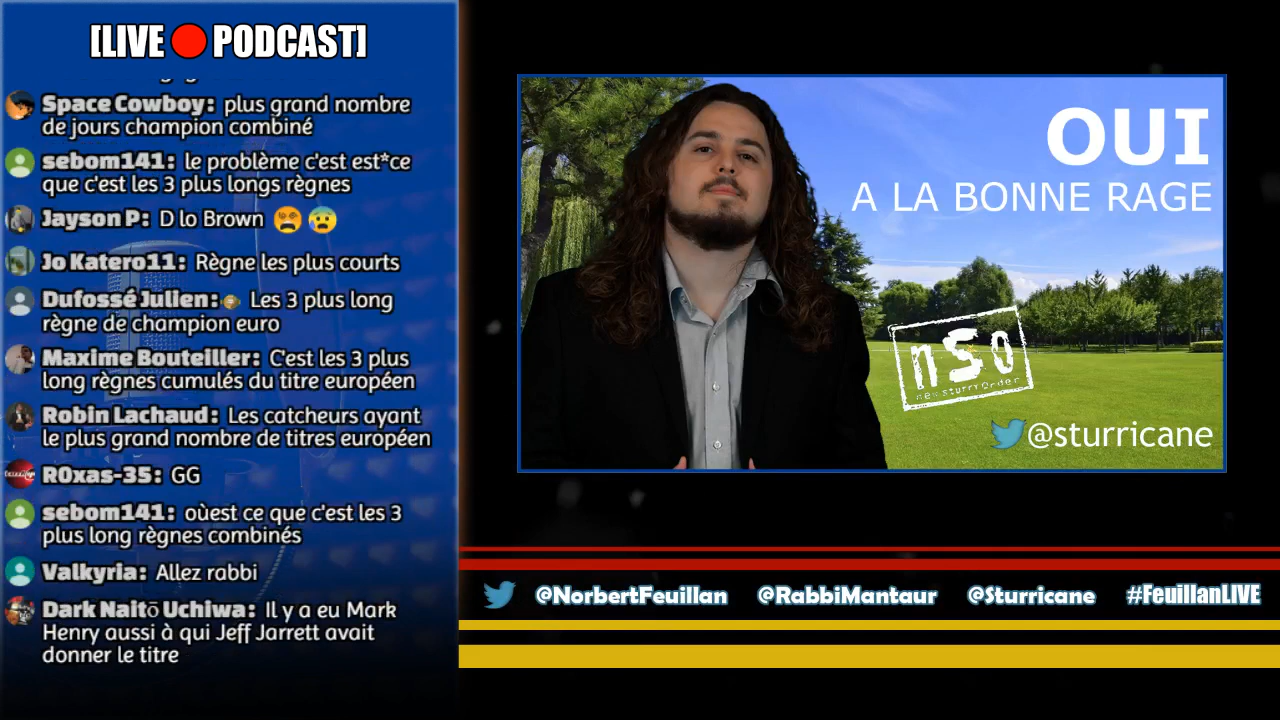 [LIVE PODCAST]
Space Cowboy: plus grand nombre
de jours champion combiné
sebom141: le problème c'est est*ce
que c'est les 3 plus longs règnes
Jayson P: D lo Brown
Jo Katero11: Règne les plus courts
Dufossé Julien: Les 3 plus long
règne de champion euro
Maxime Bouteiller: C'est les 3 plus
long règnes cumulés du titre européen
Robin Lachaud: Les catcheurs ayant
le plus grand nombre de titres européen
R0xas-35: GG
sebom141: oùest ce que c'est les 3
plus long règnes combinés
Valkyria: Allez rabbi
Dark Naitō Uchiwa: Il y a eu Mark
Henry aussi à qui Jeff Jarrett avait
donner le titre
OUI
A LA BONNE RAGE
nSo
new sturry Order
@sturricane
@NorbertFeuillan @RabbiMantaur @Sturricane #FeuillanLIVE